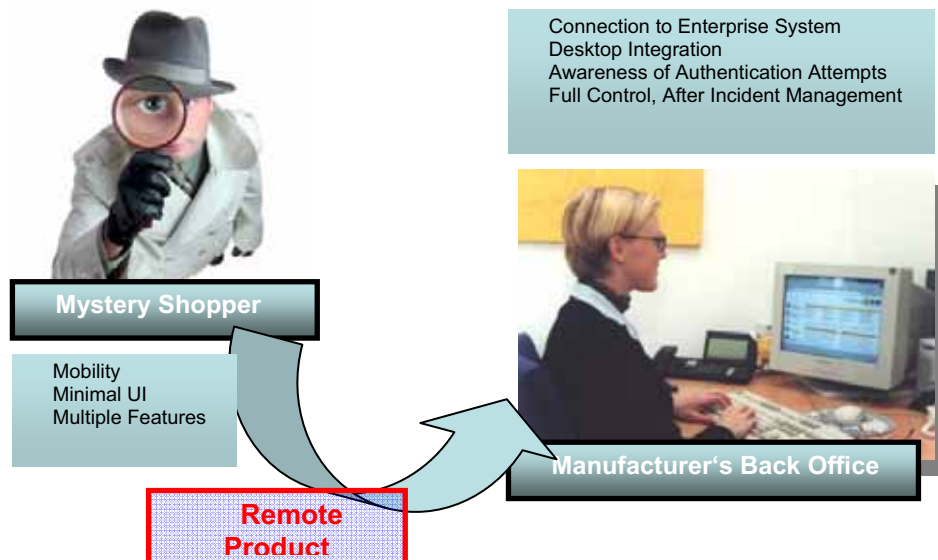 Connection to Enterprise System
Desktop Integration
Awareness of Authentication Attempts
Full Control, After Incident Management
Mystery Shopper
Mobility
Minimal UI
Multiple Features
Manufacturer‘s Back Office
Remote
Product